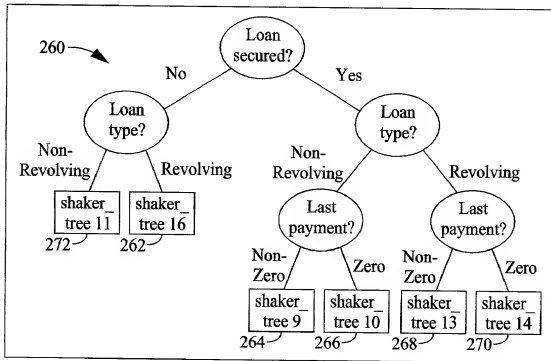 260
Loan
secured?
No
Yes
Loan
type?
Loan
type?
Non-
Revolving
Revolving
Non-
Revolving
Revolving
shaker_
tree 11
shaker_
tree 16
272
262
Last
payment?
Last
payment?
Non-
Zero
Zero
Non-
Zero
Zero
shaker_
tree 9
shaker_
tree 10
shaker_
tree 13
shaker_
tree 14
264
266
268
270